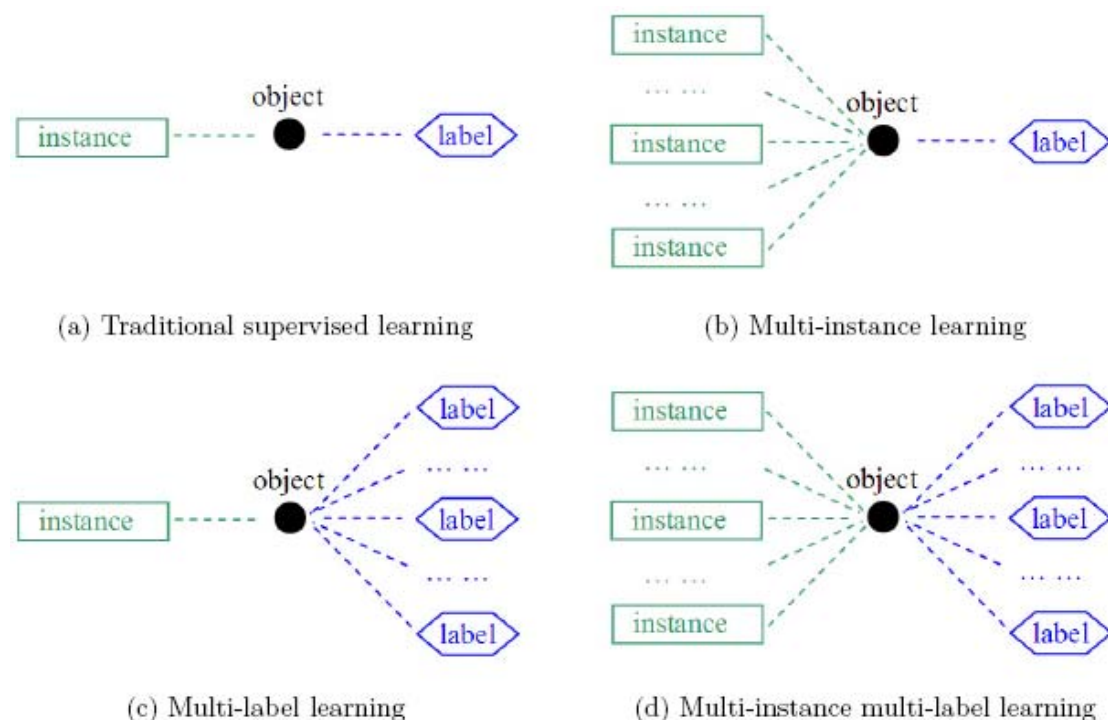 object
instance
label
(a) Traditional supervised learning
instance
... ...
object
instance
label
... ...
instance
(b) Multi-instance learning
label
... ...
object
instance
label
... ...
label
(c) Multi-label learning
instance
label
... ...
... ...
object
instance
label
... ...
... ...
instance
label
(d) Multi-instance multi-label learning